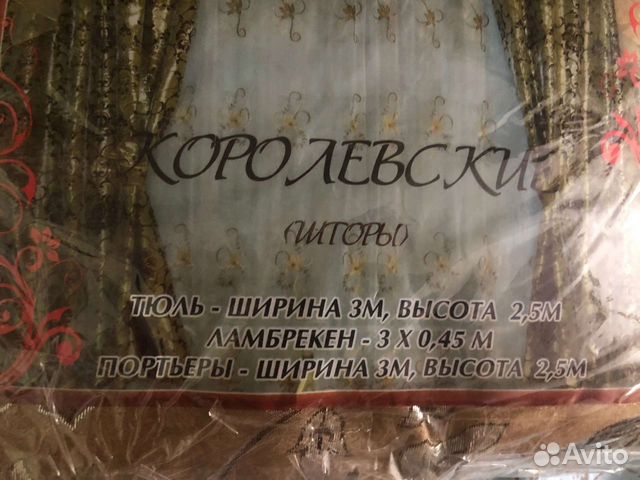 КОРОЛЕВСКИЕ
(ШТОРЫ)
ТЮЛЬ - ШИРИНА 3М, ВЫСОТА 2,5М
ЛАМБРЕКЕН - 3 Х 0,45 М
ПОРТЬЕРЫ - ШИРИНА 3М, ВЫСОТА 2,5М
Avito